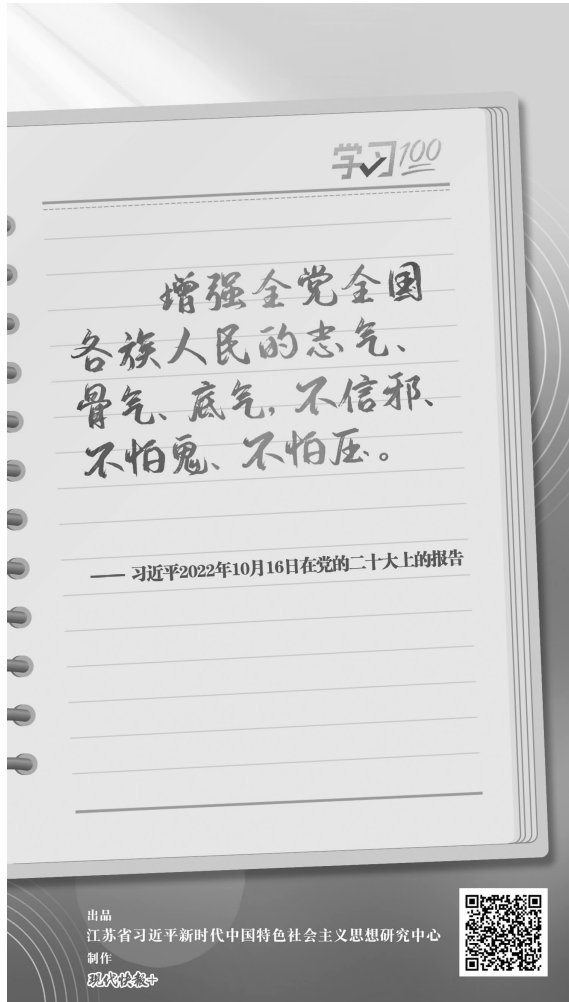 学习100
增强全党全国
各族人民的志气、
骨气、底气，不信邪、
不怕鬼、不怕压。
—— 习近平2022年10月16日在党的二十大上的报告
出品
江苏省习近平新时代中国特色社会主义思想研究中心
制作
现代快报+